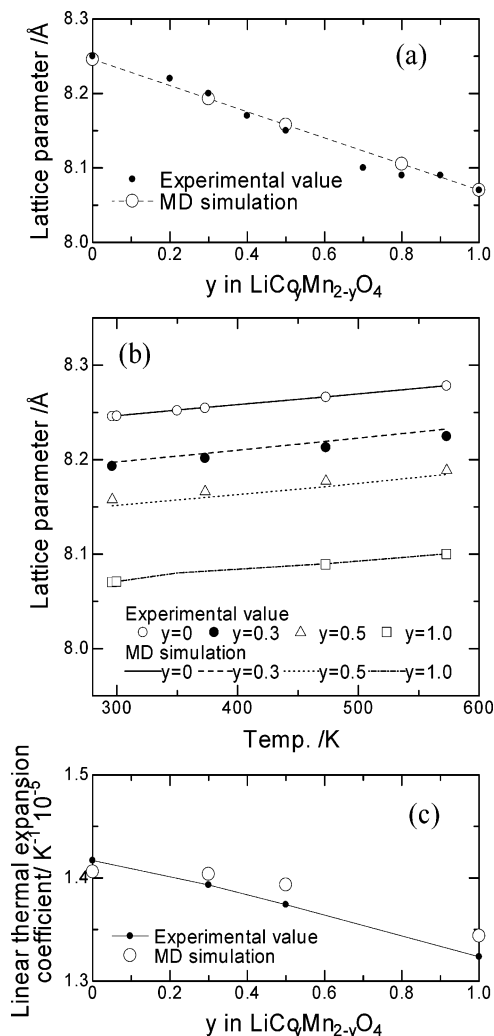 8.3
(a)
Lattice parameter /Å
8.2
8.1
Experimental value
MD simulation
8.0
0.0 0.2 0.4 0.6 0.8 1.0
y in LiCoyMn2-yO4
(b)
8.3
Lattice parameter /Å
8.2
8.1
Experimental value
y=0 y=0.3 y=0.5 y=1.0
MD simulation
8.0
y=0 y=0.3 y=0.5 y=1.0
300 400 500 600
Temp. /K
1.5
(c)
Linear thermal expansion
coefficient/ K-1 10-5
1.4
Experimental value
MD simulation
1.3
0.0 0.2 0.4 0.6 0.8 1.0
y in LiCoyMn2-yO4